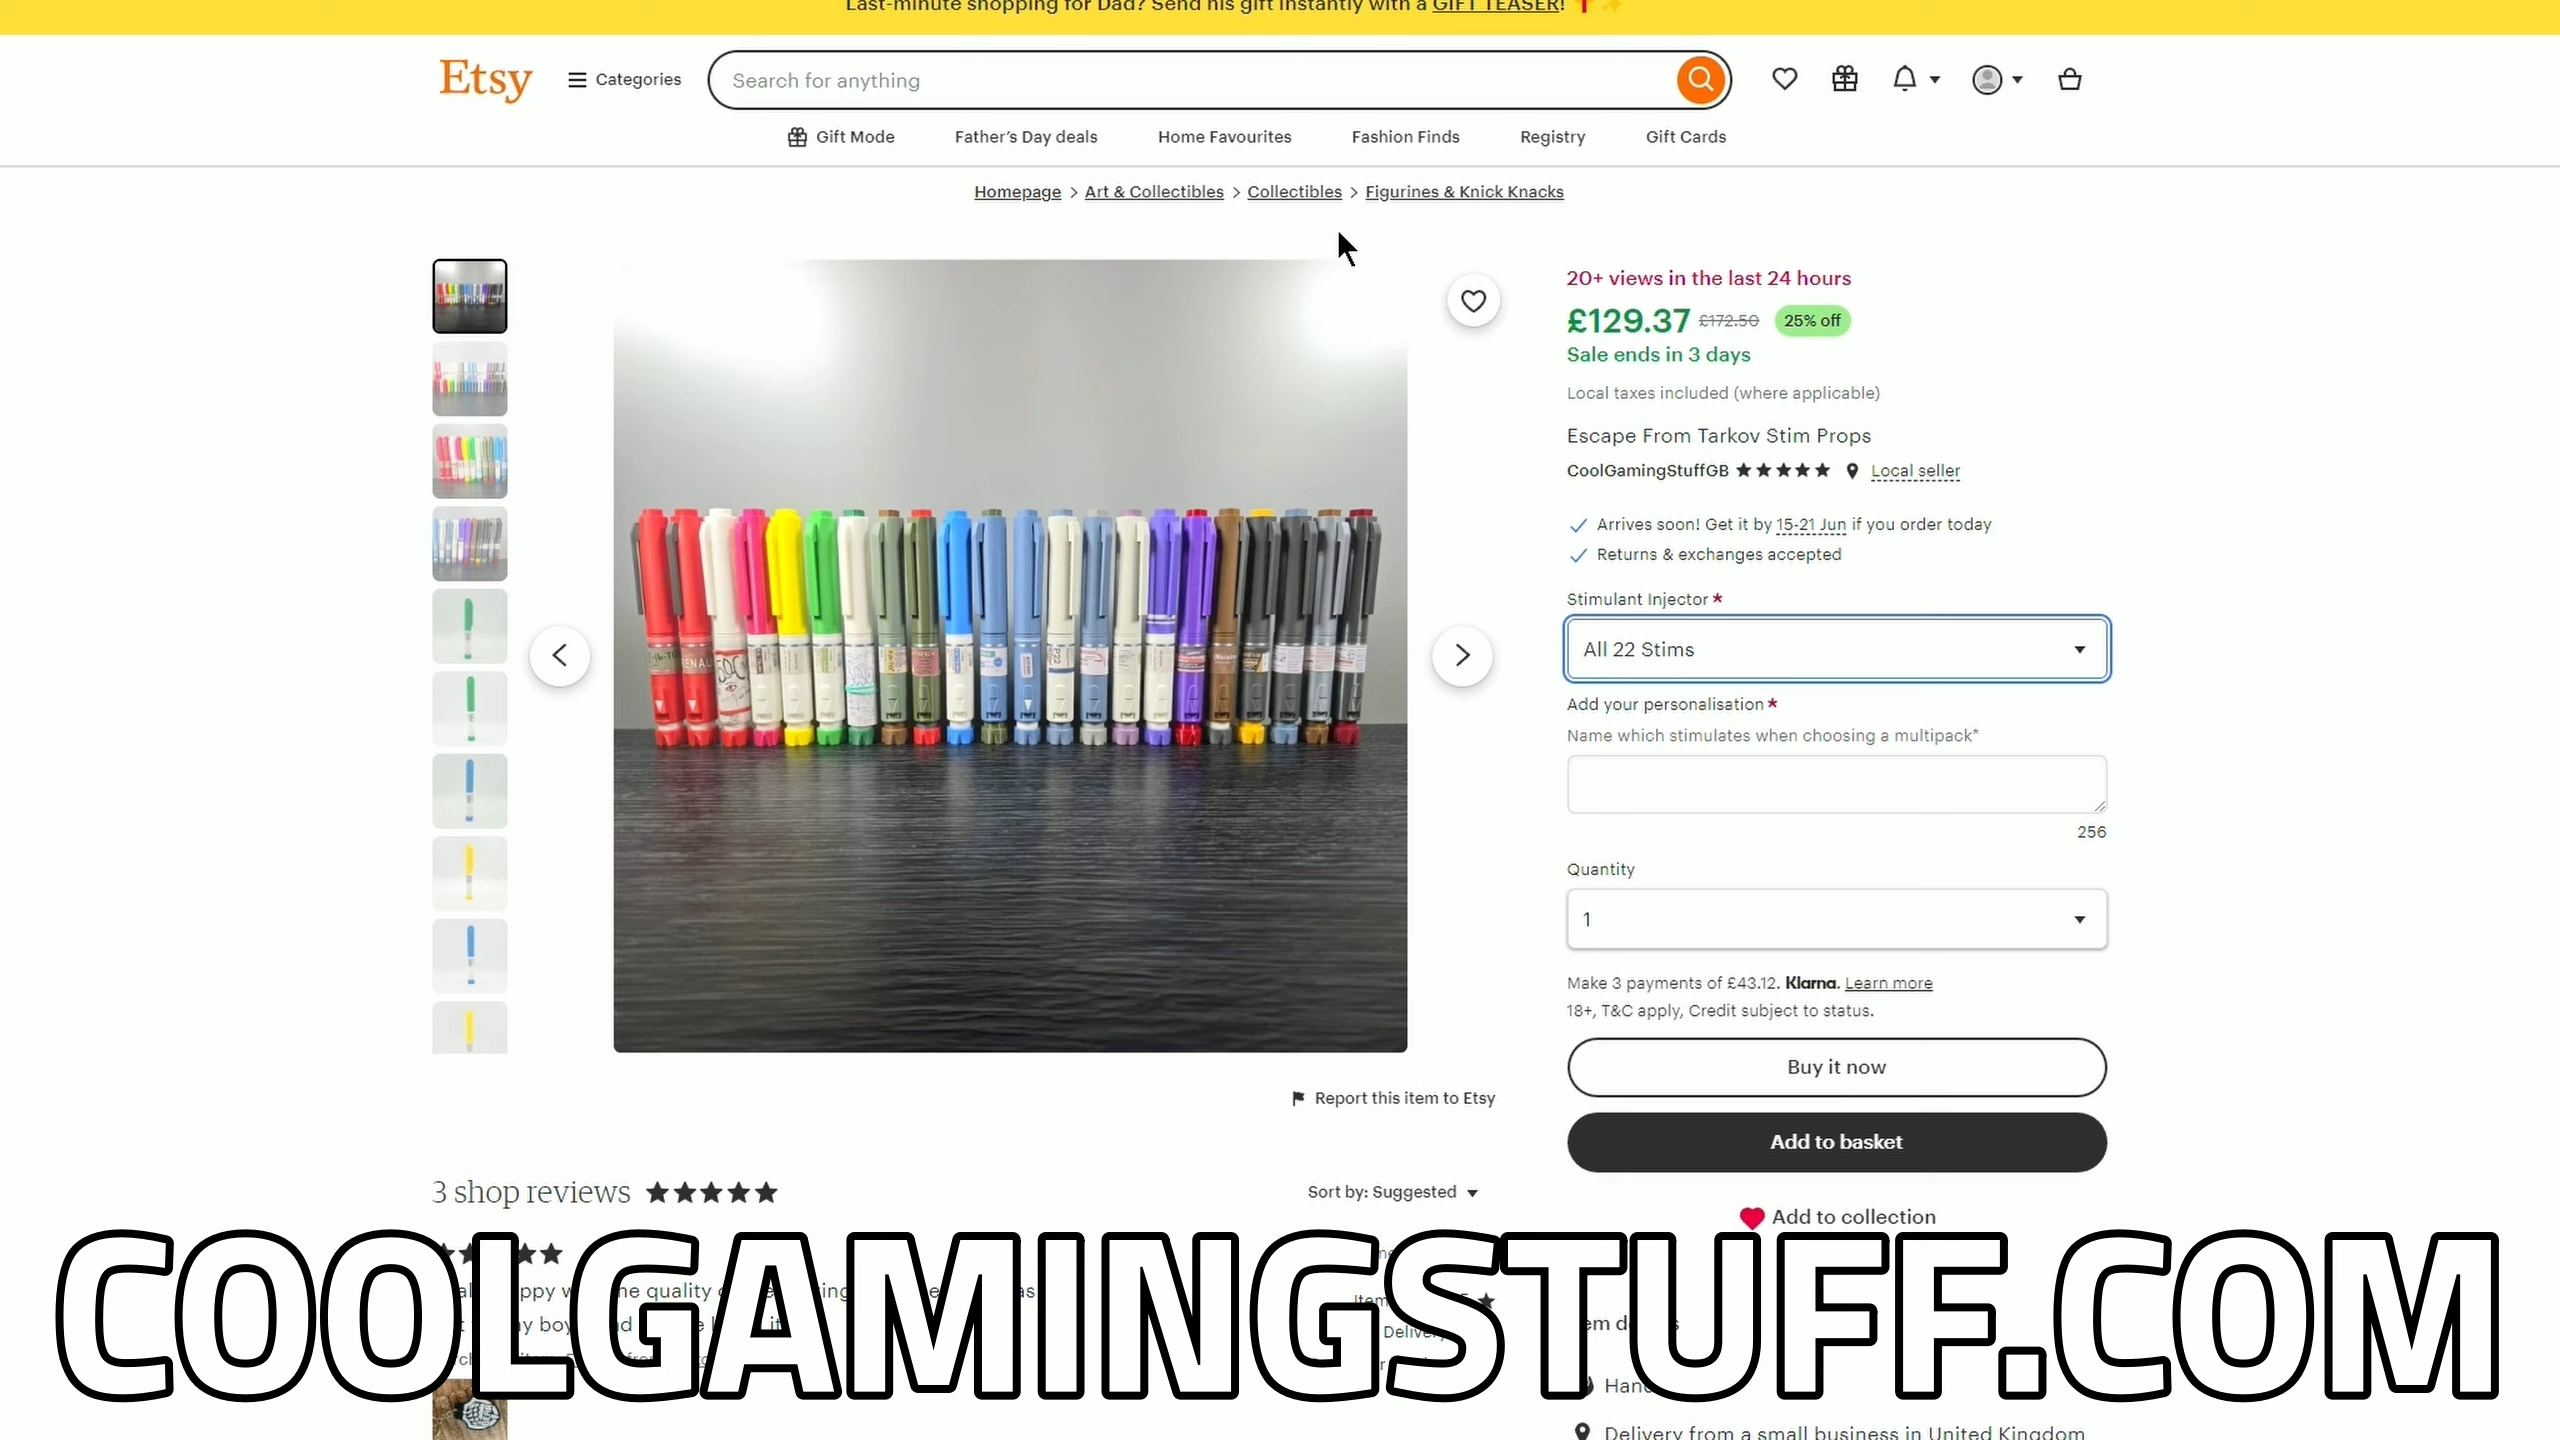 Last-minute shopping for Dad? Send his gift instantly with a GIFT TEASER!
Etsy
Categories
Search for anything
Gift Mode
Father's Day deals
Home Favourites
Fashion Finds
Registry
Gift Cards
Homepage > Art & Collectibles > Collectibles > Figurines & Knick Knacks
20+ views in the last 24 hours
£129.37 £172.50 25% off
Sale ends in 3 days
Local taxes included (where applicable)
Escape From Tarkov Stim Props
CoolGamingStuffGB ★★★★★ Local seller
Arrives soon! Get it by 15-21 Jun if you order today
Returns & exchanges accepted
Stimulant Injector *
All 22 Stims
Add your personalisation *
Name which stimulates when choosing a multipack*
256
Quantity
1
Make 3 payments of £43.12. Klarna. Learn more
18+, T&C apply, Credit subject to status.
Buy it now
Add to basket
Add to collection
P22
Report this item to Etsy
3 shop reviews ★★★★★
Sort by: Suggested
COOLGAMINGSTUFF.COM
quality
Delivery from a small business in United Kingdom